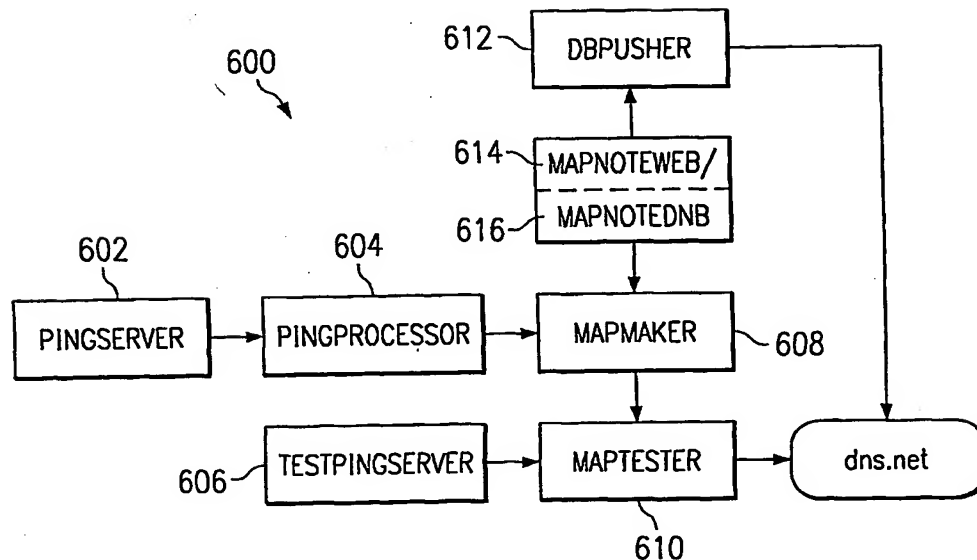 612
DBPUSHER
600
614
MAPNOTEWEB/
616
MAPNOTEDNB
602
604
PINGSERVER
PINGPROCESSOR
MAPMAKER
608
606
TESTPINGSERVER
MAPTESTER
dns.net
610